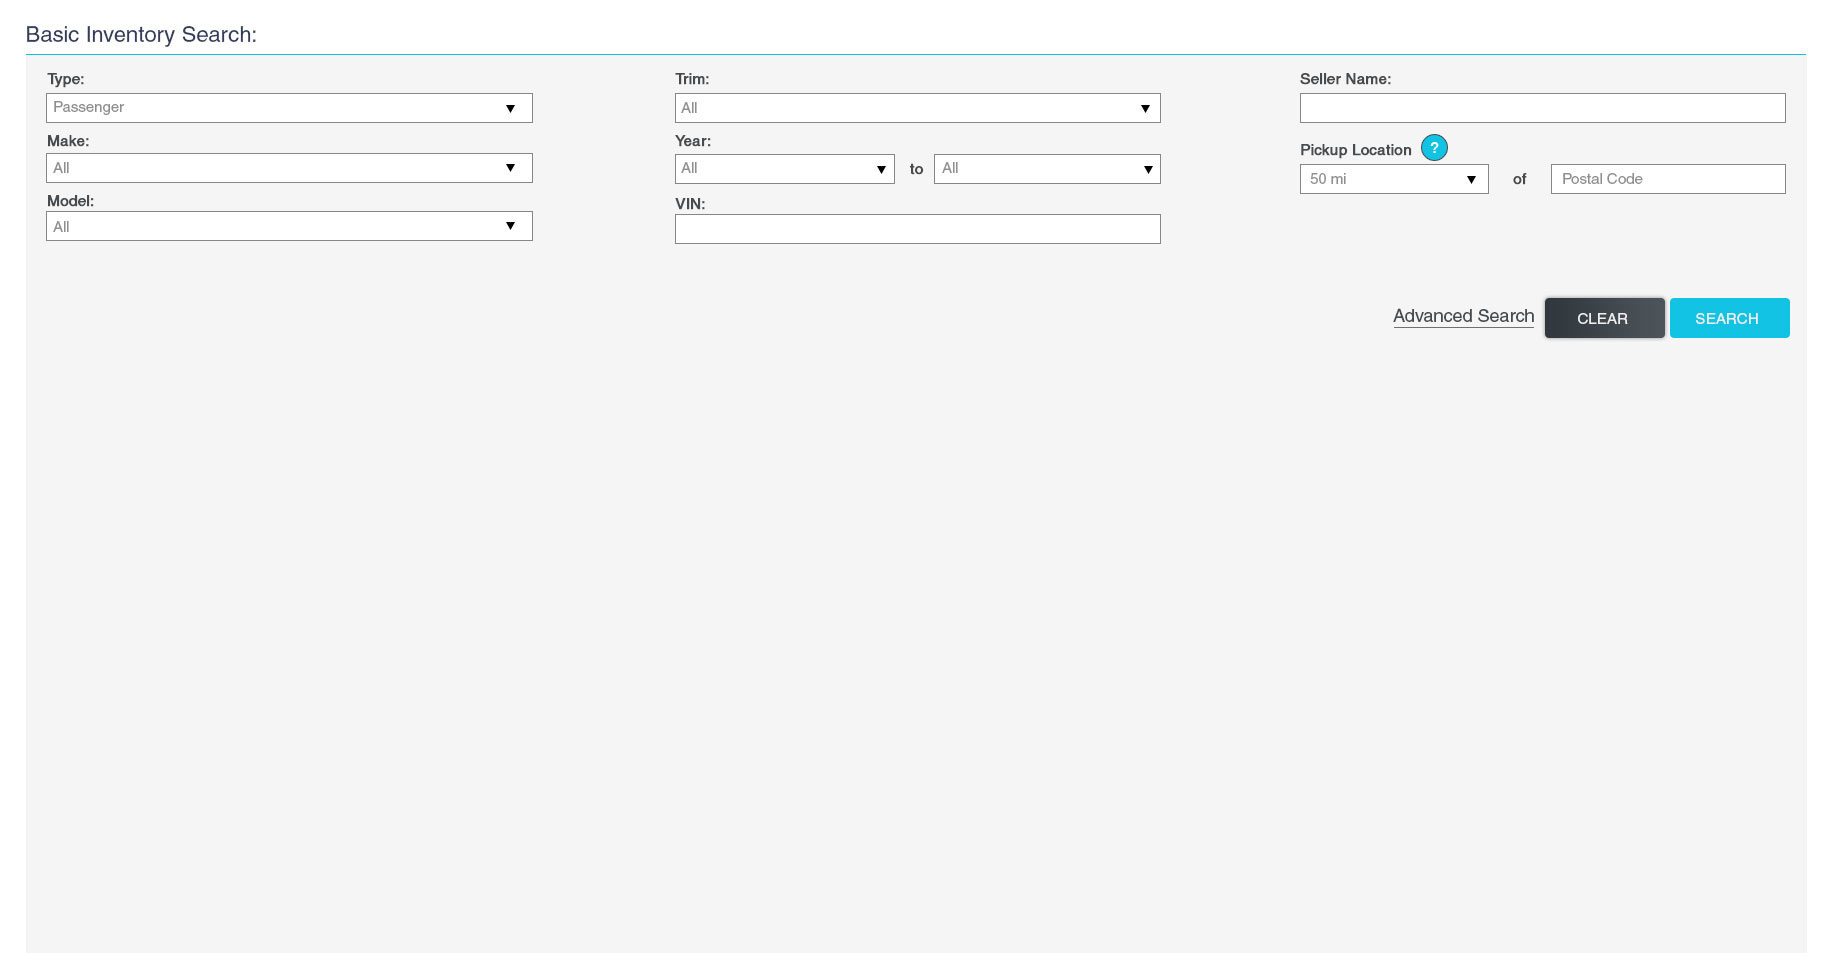 Basic Inventory Search:
Type:
Passenger
Make:
All
Model:
All
Trim:
All
Year:
All to All
VIN:
Seller Name:
Pickup Location ?
50 mi of Postal Code
Advanced Search CLEAR SEARCH